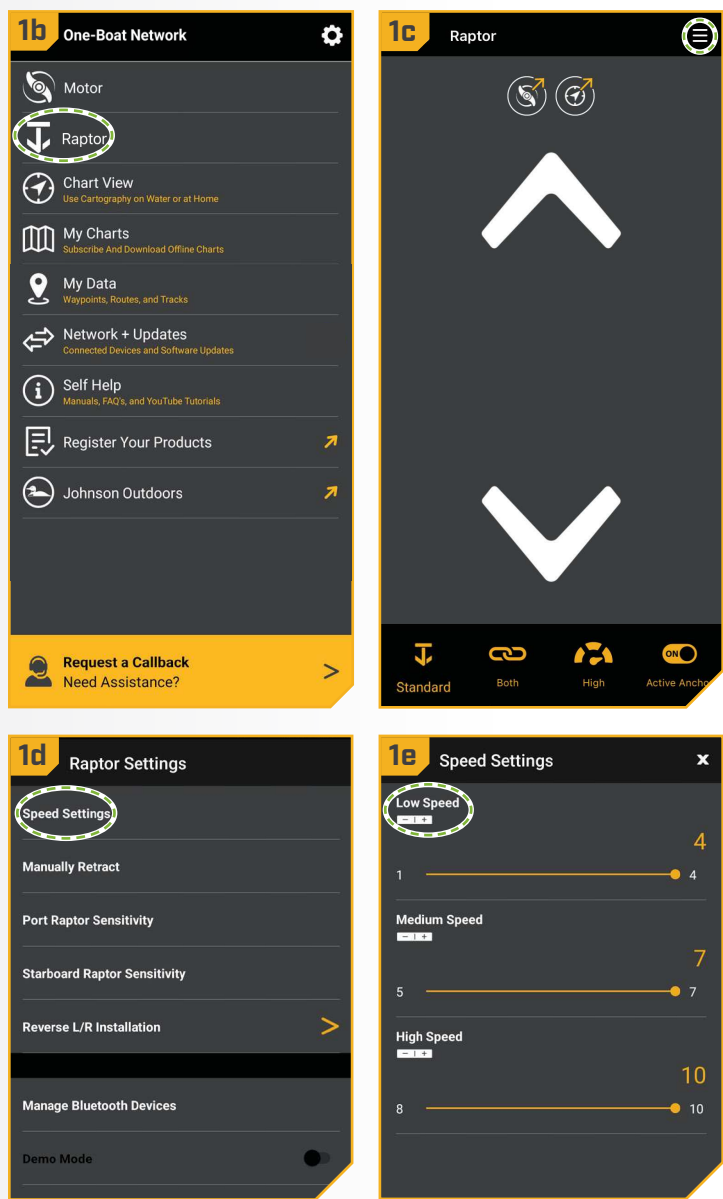 1b One-Boat Network
Motor
Raptor
Chart View
Use Cartography on Water or at Home
My Charts
Subscribe And Download Offline Charts
My Data
Waypoints, Routes, and Tracks
Network + Updates
Connected Devices and Software Updates
Self Help
Manuals, FAQ's, and YouTube Tutorials
Register Your Products
Johnson Outdoors
Request a Callback
Need Assistance?
>
1c Raptor
Standard
Both
High
ON
Active Ancho
1d Raptor Settings
Speed Settings
Manually Retract
Port Raptor Sensitivity
Starboard Raptor Sensitivity
Reverse L/R Installation >
Manage Bluetooth Devices
Demo Mode
1e Speed Settings x
Low Speed
– | +
4
1 4
Medium Speed
– | +
7
5 7
High Speed
– | +
10
8 10